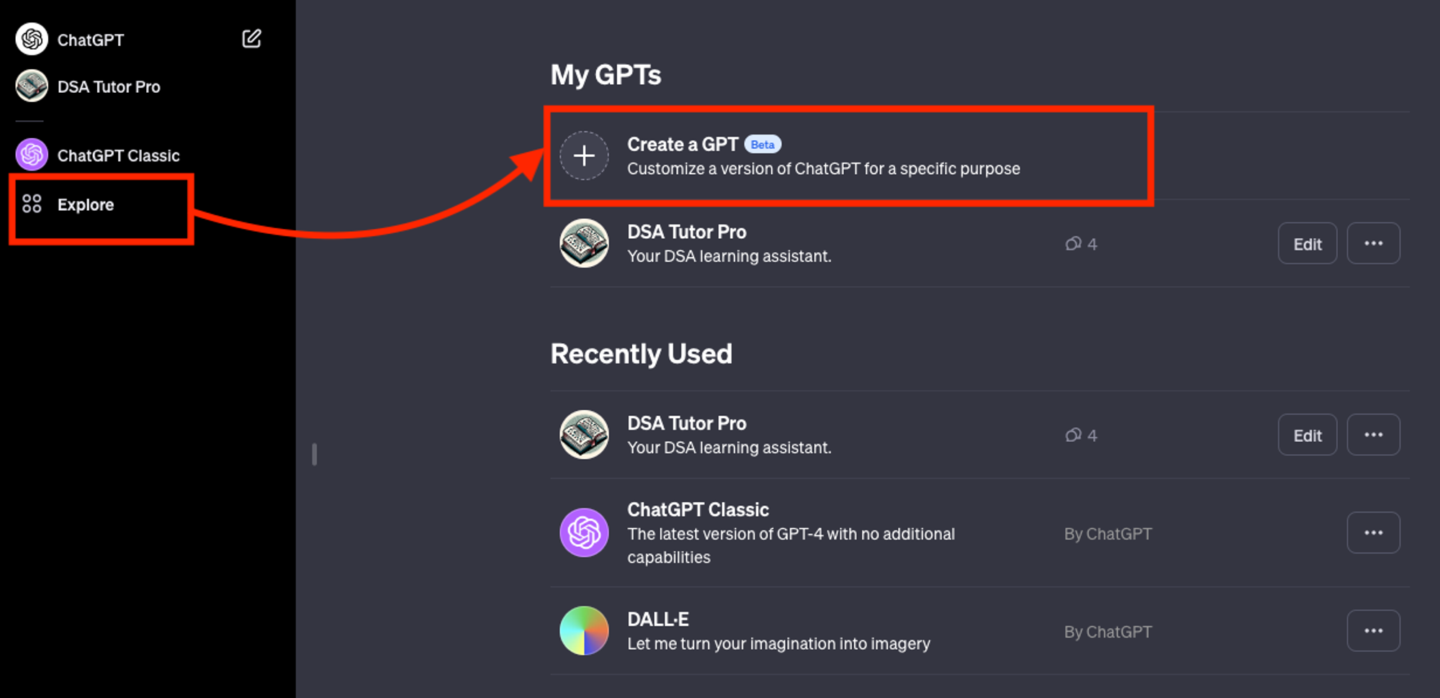 ChatGPT
DSA Tutor Pro
ChatGPT Classic
Explore
My GPTs
Create a GPT Beta
Customize a version of ChatGPT for a specific purpose
DSA Tutor Pro
Your DSA learning assistant.
4
Edit
Recently Used
DSA Tutor Pro
Your DSA learning assistant.
4
Edit
ChatGPT Classic
The latest version of GPT-4 with no additional
capabilities
By ChatGPT
DALL·E
Let me turn your imagination into imagery
By ChatGPT